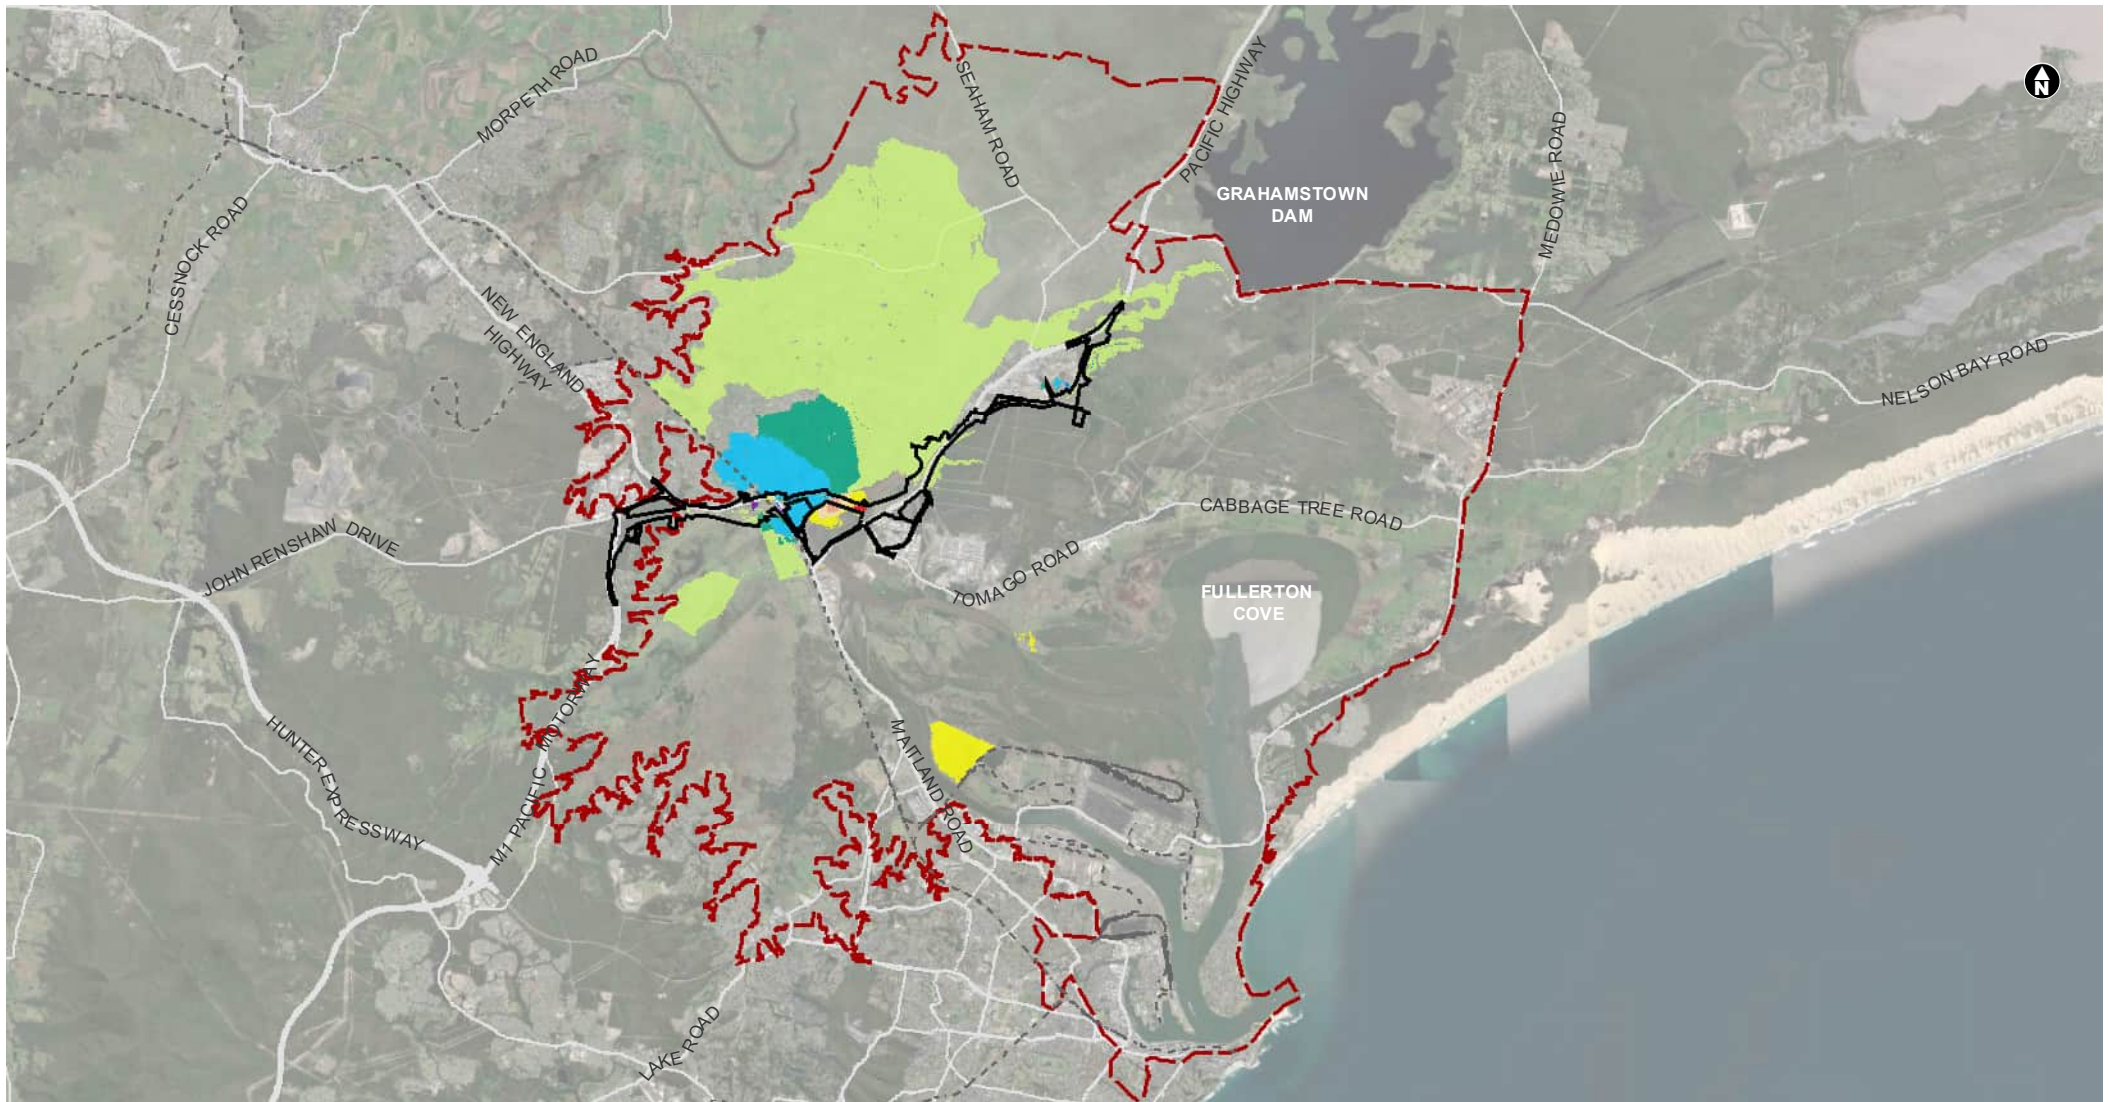 MORPETH ROAD
SEAHAM ROAD
PACIFIC HIGHWAY
N
GRAHAMSTOWN
DAM
MEDOWIE ROAD
CESSNOCK ROAD
NEW ENGLAND
HIGHWAY
NELSON BAY ROAD
CABBAGE TREE ROAD
JOHN RENSHAW DRIVE
TOMAGO ROAD
FULLERTON
COVE
HUNTER EXPRESSWAY
M1 PACIFIC MOTORWAY
MAITLAND ROAD
LAKE ROAD